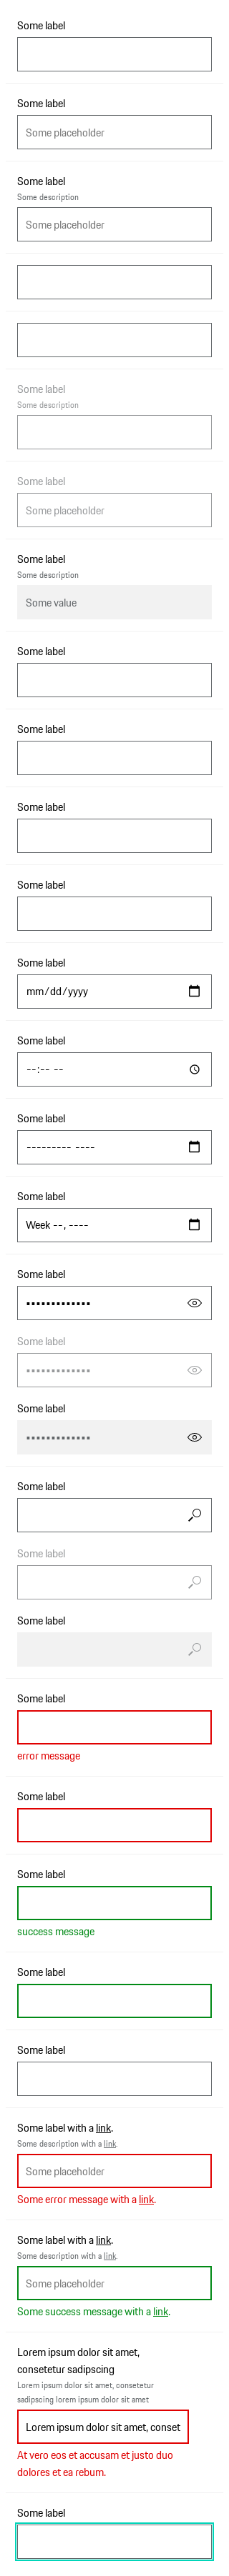 Some label
Some label
Some placeholder
Some label
Some description
Some placeholder
Some label
Some description
Some label
Some placeholder
Some label
Some description
Some value
Some label
Some label
Some label
Some label
Some label
mm/dd/yyyy
Some label
--:-- --
Some label
--------- ----
Some label
Week --, ----
Some label
•••••••••••••
Some label
•••••••••••••
Some label
•••••••••••••
Some label
Some label
Some label
Some label
error message
Some label
Some label
success message
Some label
Some label
Some label with a link.
Some description with a link.
Some placeholder
Some error message with a link.
Some label with a link.
Some description with a link.
Some placeholder
Some success message with a link.
Lorem ipsum dolor sit amet,
consetetur sadipscing
Lorem ipsum dolor sit amet, consetetur
sadipscing lorem ipsum dolor sit amet
Lorem ipsum dolor sit amet, conset
At vero eos et accusam et justo duo
dolores et ea rebum.
Some label